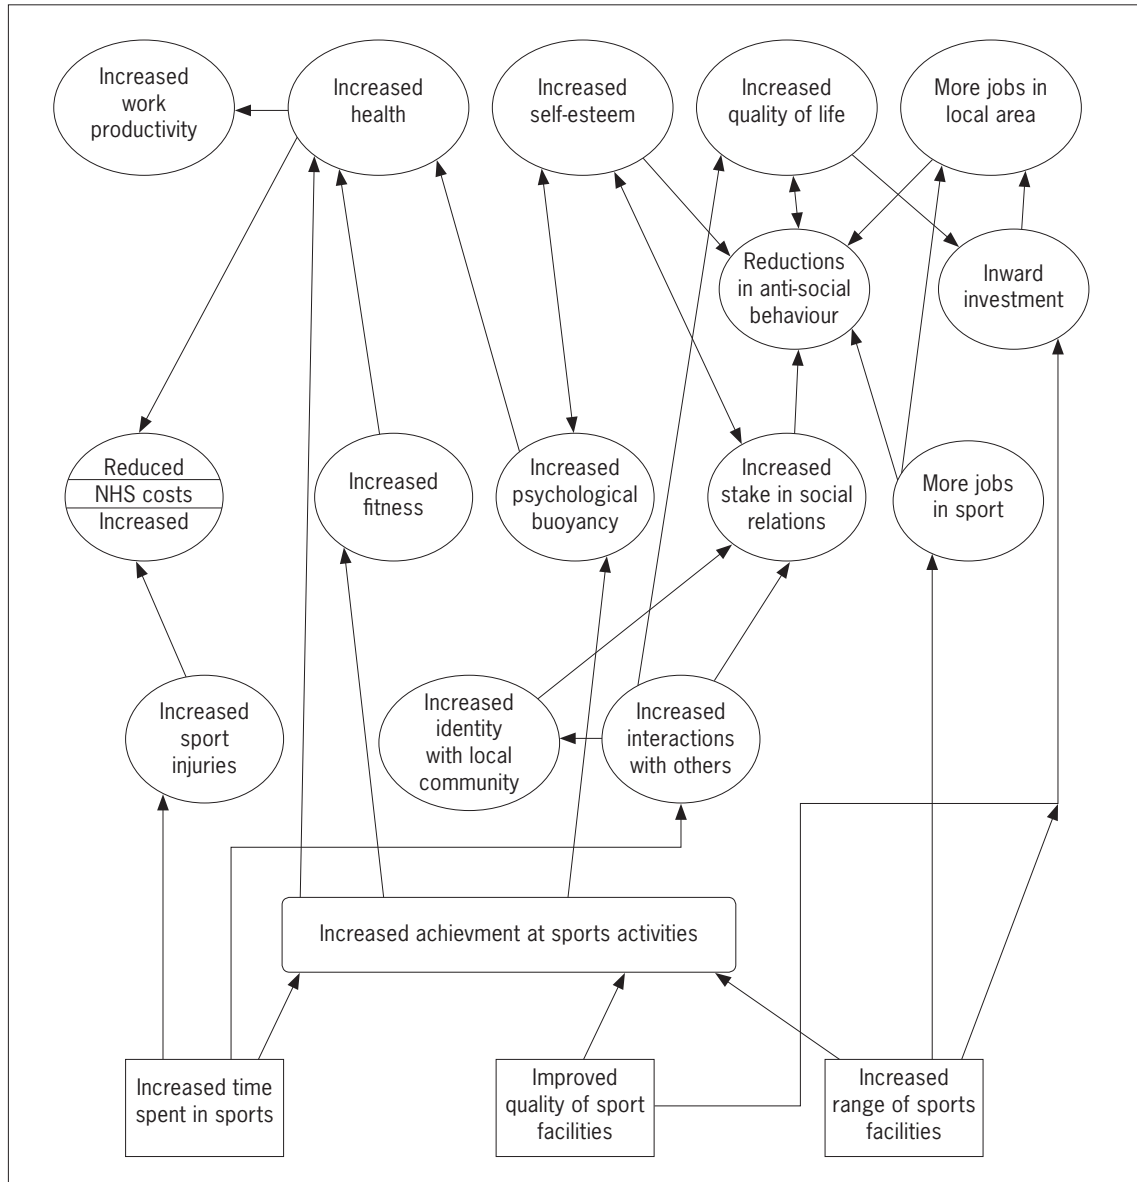 Increased
work
productivity
Increased
health
Increased
self-esteem
Increased
quality of life
More jobs in
local area
Reductions
in anti-social
behaviour
Inward
investment
Reduced
NHS costs
Increased
Increased
fitness
Increased
psychological
buoyancy
Increased
stake in social
relations
More jobs
in sport
Increased
sport
injuries
Increased
identity
with local
community
Increased
interactions
with others
Increased achievment at sports activities
Increased time
spent in sports
Improved
quality of sport
facilities
Increased
range of sports
facilities